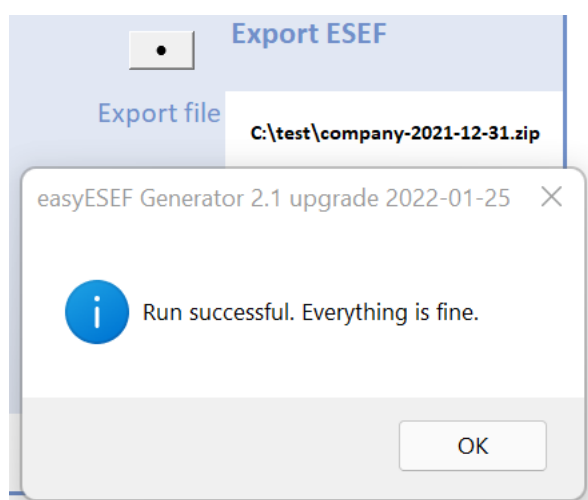 Export ESEF
Export file
C:\test\company-2021-12-31.zip
easyESEF Generator 2.1 upgrade 2022-01-25
Run successful. Everything is fine.
OK